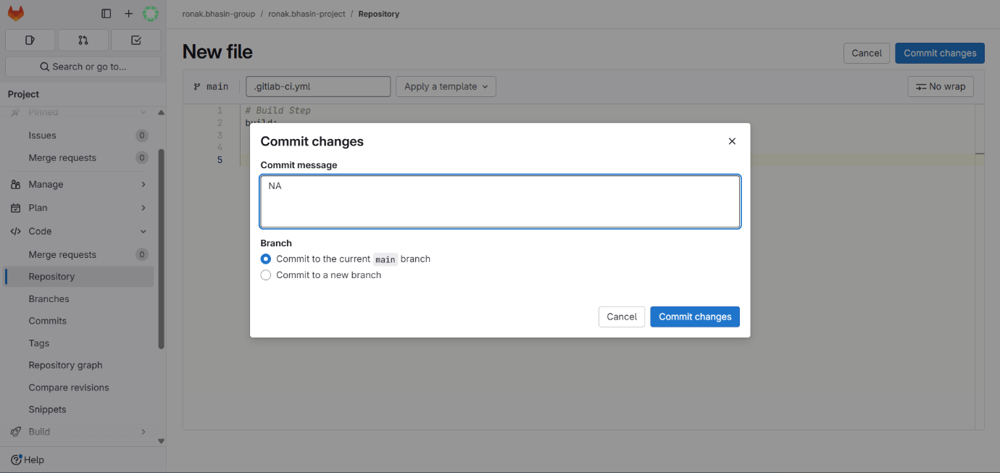 ronak.bhasin-group / ronak.bhasin-project / Repository
Search or go to...
Project
Pinned
Issues 0
Merge requests 0
Manage
Plan
Code
Merge requests 0
Repository
Branches
Commits
Tags
Repository graph
Compare revisions
Snippets
Build
Help
New file
Cancel
Commit changes
main
.gitlab-ci.yml
Apply a template
No wrap
1 # Build Step
2 build:
3
4
5
Commit changes
Commit message
NA
Branch
Commit to the current main branch
Commit to a new branch
Cancel
Commit changes